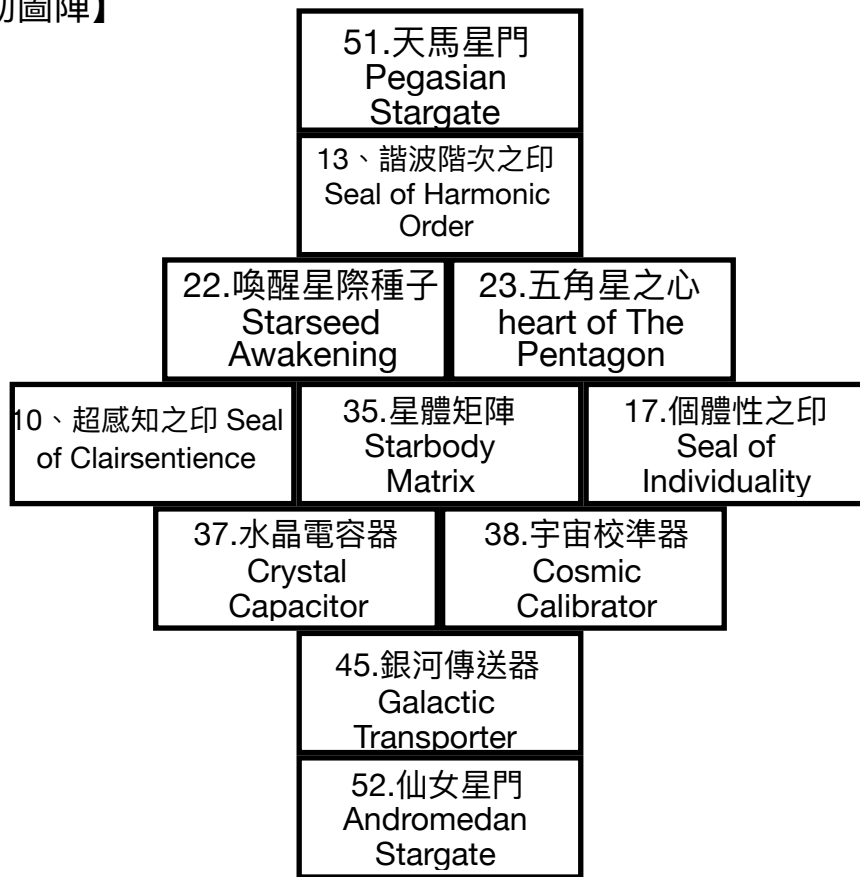 圖陣】
51.天馬星門
Pegasian
Stargate
13、諧波階次之印
Seal of Harmonic
Order
22.喚醒星際種子
Starseed
Awakening
23.五角星之心
heart of The
Pentagon
10、超感知之印 Seal
of Clairsentience
35.星體矩陣
Starbody
Matrix
17.個體性之印
Seal of
Individuality
37.水晶電容器
Crystal
Capacitor
38.宇宙校準器
Cosmic
Calibrator
45.銀河傳送器
Galactic
Transporter
52.仙女星門
Andromedan
Stargate